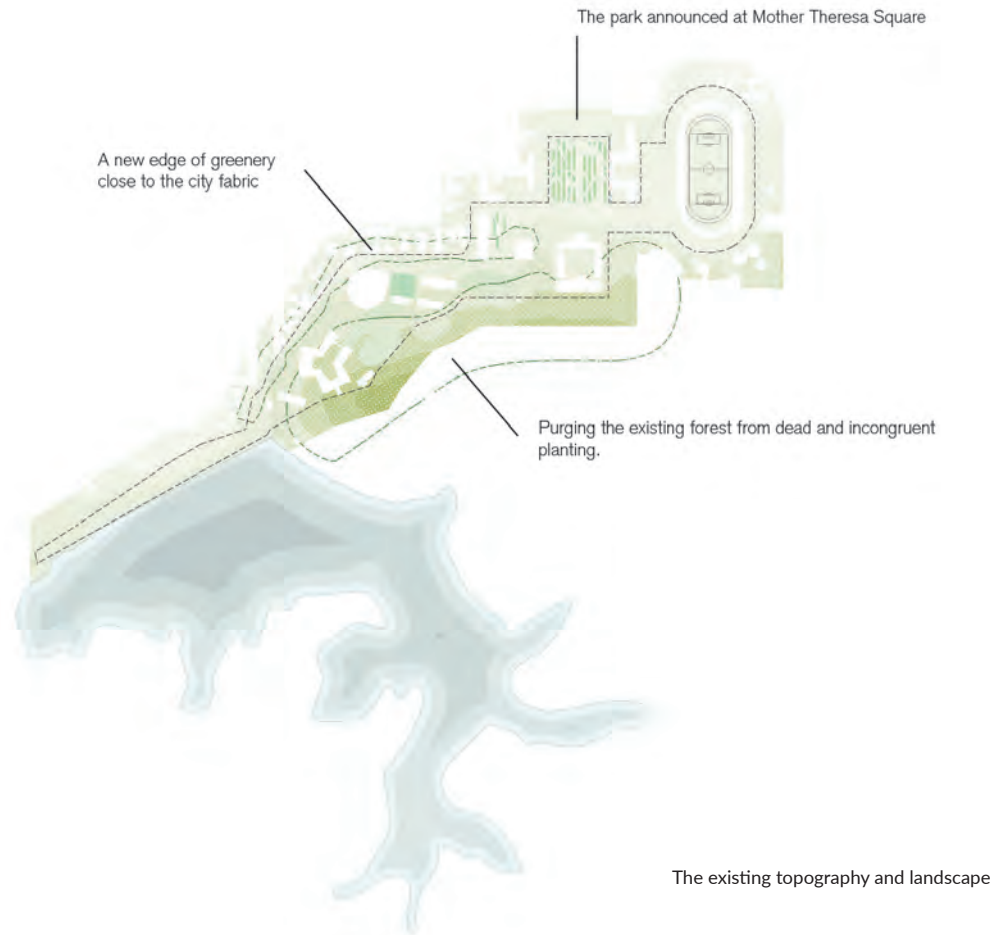 The park announced at Mother Theresa Square
A new edge of greenery
close to the city fabric
Purging the existing forest from dead and incongruent
planting.
The existing topography and landscape